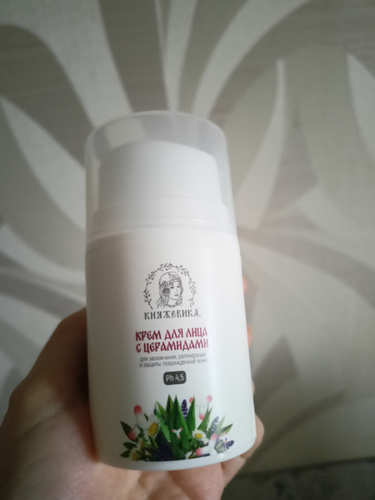 КНЯЖЕВИКА
КРЕМ ДЛЯ ЛИЦА
С ЦЕРАМИДАМИ
для увлажнения, регенерации
и защиты повреждённой кожи
Ph 4,5